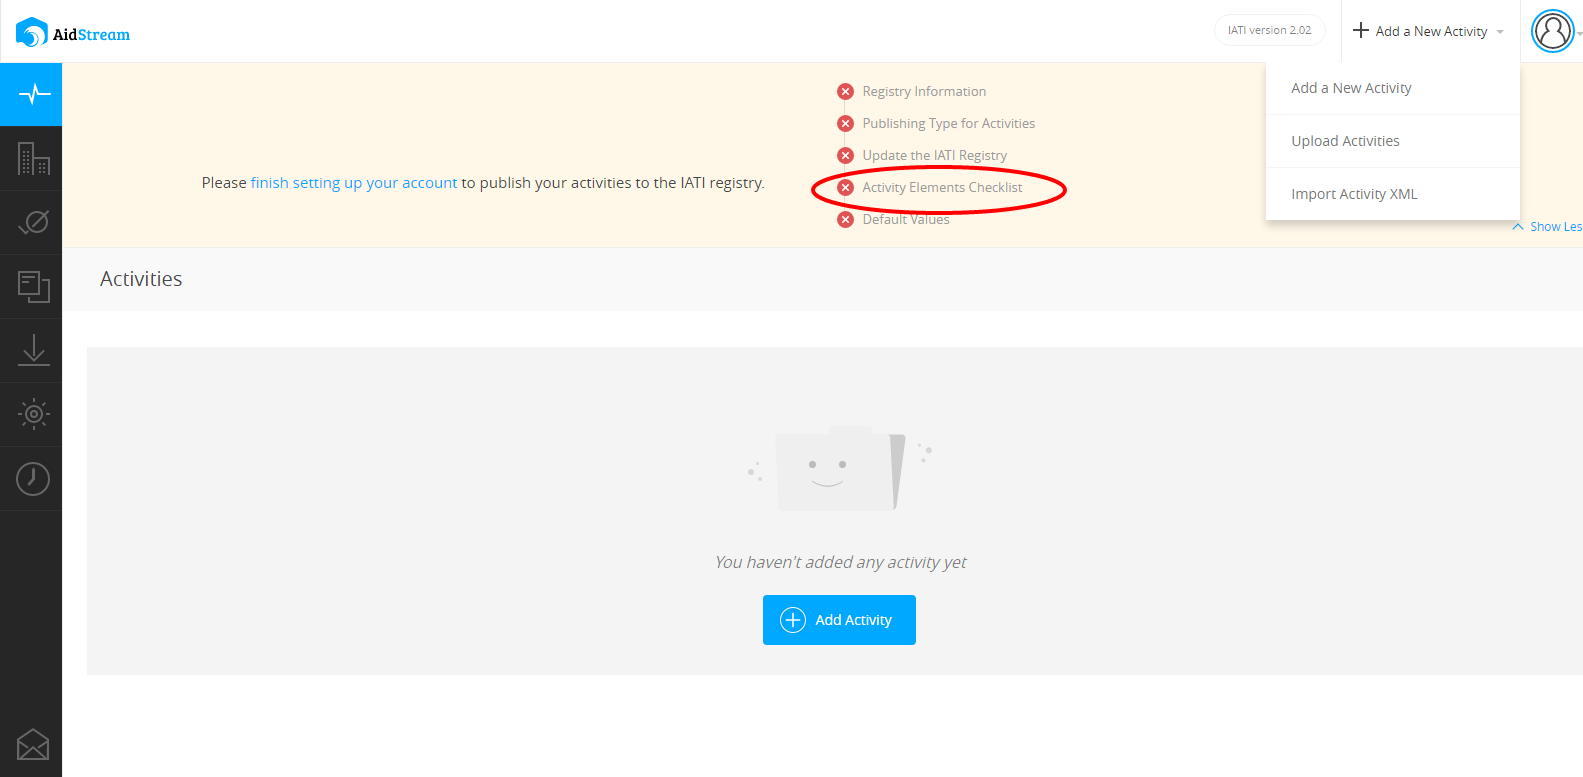 AidStream
IATI version 2.02
Add a New Activity
Add a New Activity
Upload Activities
Import Activity XML
Registry Information
Publishing Type for Activities
Update the IATI Registry
Please finish setting up your account to publish your activities to the IATI registry.
Activity Elements Checklist
Default Values
Show Les
Activities
You haven't added any activity yet
Add Activity